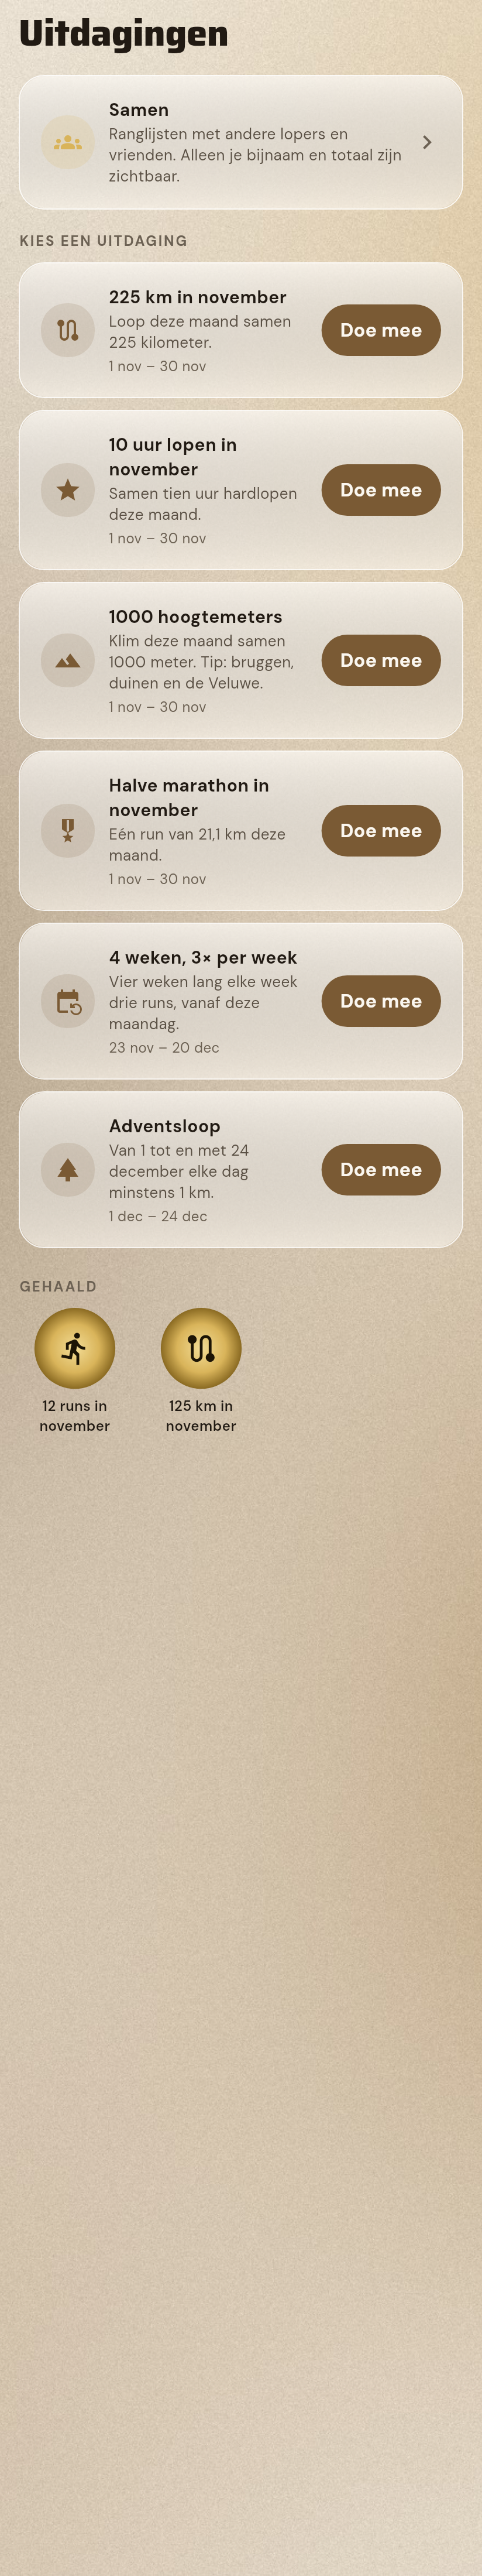 Uitdagingen
Samen
Ranglijsten met andere lopers en
vrienden. Alleen je bijnaam en totaal zijn
zichtbaar.
KIES EEN UITDAGING
225 km in november
Loop deze maand samen
225 kilometer.
1 nov – 30 nov
Doe mee
10 uur lopen in
november
Samen tien uur hardlopen
deze maand.
1 nov – 30 nov
Doe mee
1000 hoogtemeters
Klim deze maand samen
1000 meter. Tip: bruggen,
duinen en de Veluwe.
1 nov – 30 nov
Doe mee
Halve marathon in
november
Eén run van 21,1 km deze
maand.
1 nov – 30 nov
Doe mee
4 weken, 3× per week
Vier weken lang elke week
drie runs, vanaf deze
maandag.
23 nov – 20 dec
Doe mee
Adventsloop
Van 1 tot en met 24
december elke dag
minstens 1 km.
1 dec – 24 dec
Doe mee
GEHAALD
12 runs in
november
125 km in
november